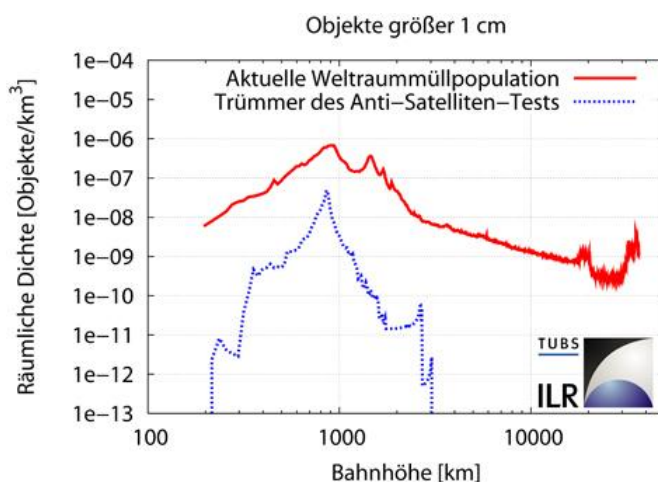 Objekte größer 1 cm
Räumliche Dichte [Objekte/km³]
1e−04
1e−05
1e−06
1e−07
1e−08
1e−09
1e−10
1e−11
1e−12
1e−13
Aktuelle Weltraummüllpopulation
Trümmer des Anti−Satelliten−Tests
TUBS
ILR
100
1000
10000
Bahnhöhe [km]